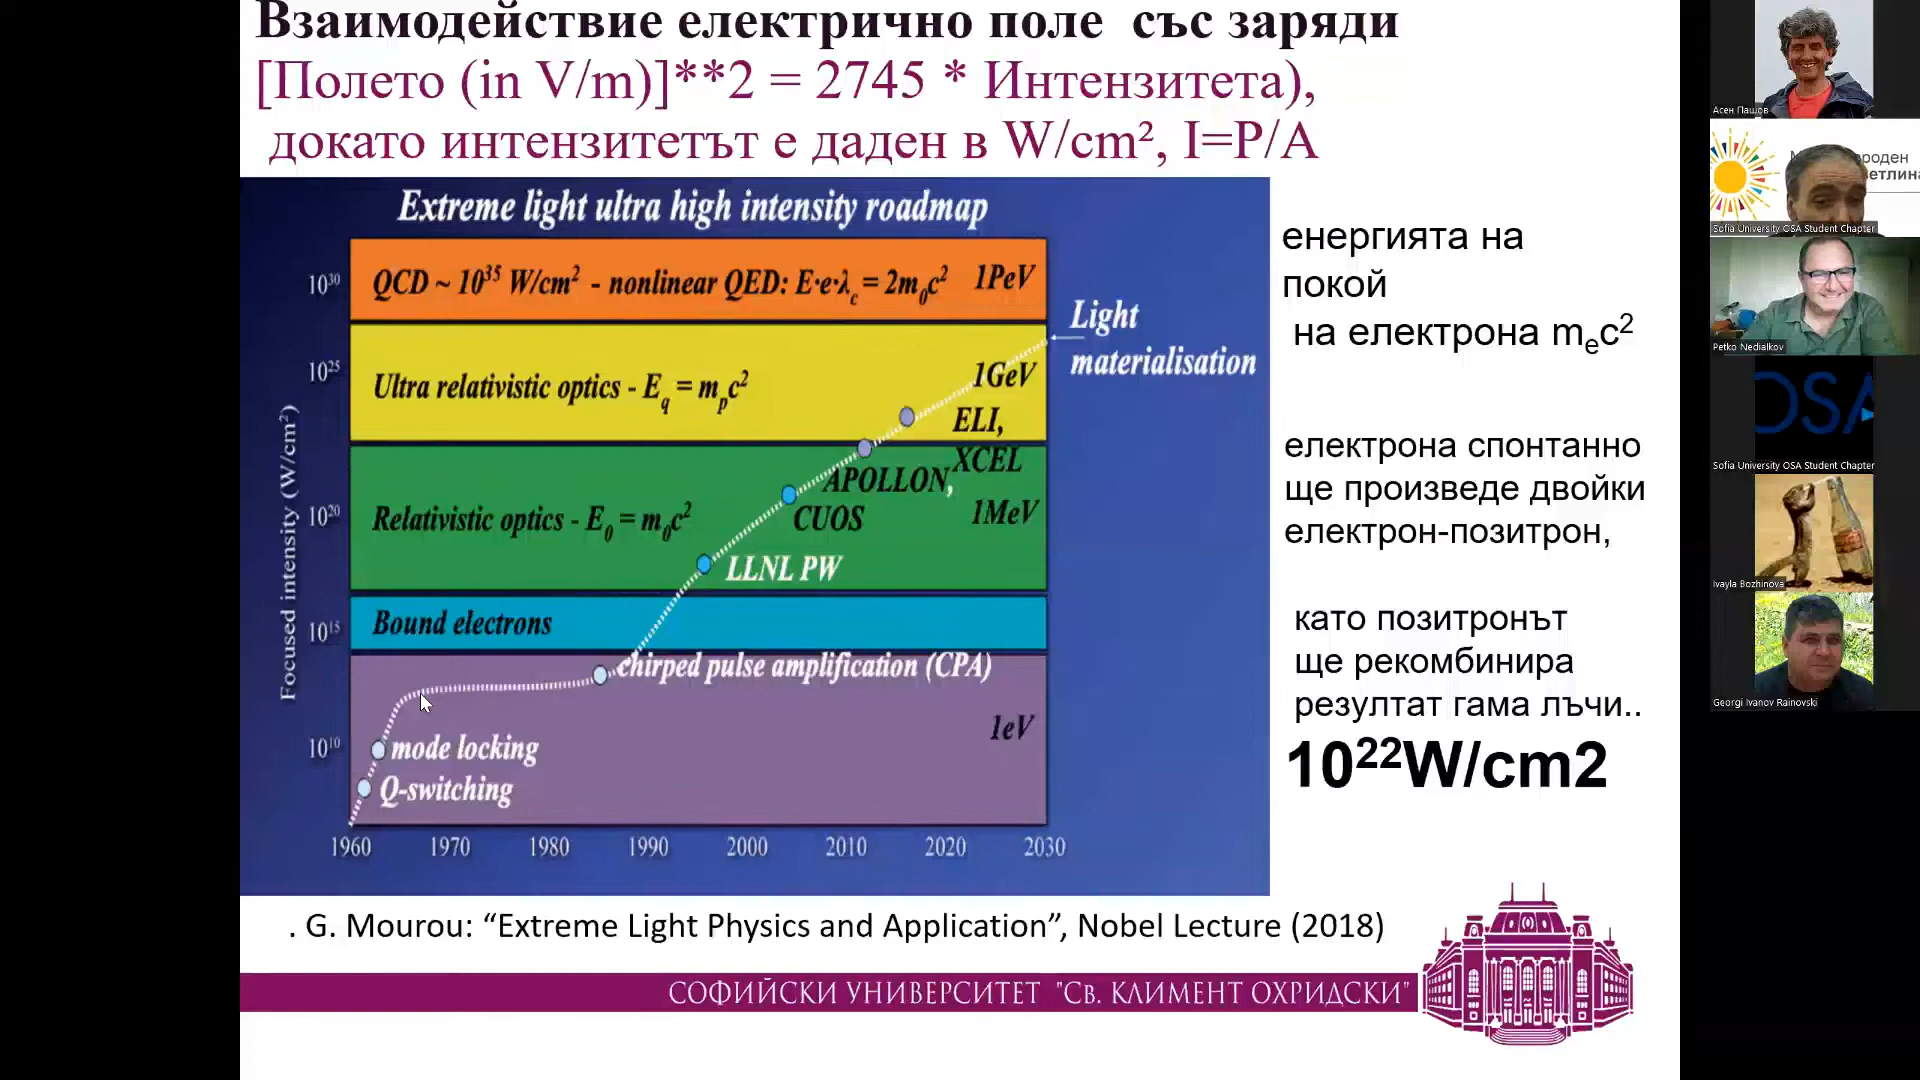 Взаимодействие електрично поле със заряди
[Полето (in V/m)]**2 = 2745 * Интензитета),
докато интензитетът е даден в W/cm², I=P/A
Extreme light ultra high intensity roadmap
Focused intensity (W/cm²)
10³⁰
10²⁵
10²⁰
10¹⁵
10¹⁰
QCD ~ 10³⁵ W/cm² - nonlinear QED: E·e·λc = 2m₀c²
1PeV
Light
materialisation
Ultra relativistic optics - Eq = mpc²
1GeV
ELI,
XCEL
APOLLON,
Relativistic optics - E₀ = m₀c²
1MeV
CUOS
LLNL PW
Bound electrons
chirped pulse amplification (CPA)
1eV
mode locking
Q-switching
1960 1970 1980 1990 2000 2010 2020 2030
енергията на
покой
на електрона mₑc²
електрона спонтанно
ще произведе двойки
електрон-позитрон,
като позитронът
ще рекомбинира
резултат гама лъчи..
10²²W/cm2
. G. Mourou: “Extreme Light Physics and Application”, Nobel Lecture (2018)
СОФИЙСКИ УНИВЕРСИТЕТ "СВ. КЛИМЕНТ ОХРИДСКИ"
Асен Пашов
Sofia University OSA Student Chapter
Petko Nedialkov
OSA
Sofia University OSA Student Chapter
Ivayla Bozhinova
Georgi Ivanov Rainovski